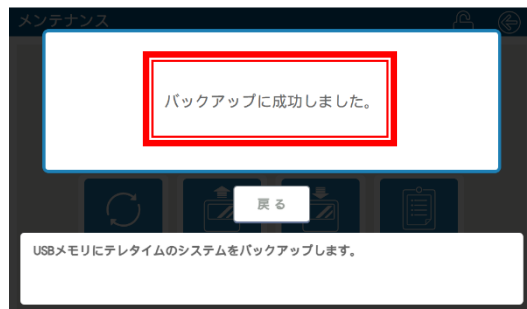 メンテナンス
バックアップに成功しました。
戻る
USBメモリにテレタイムのシステムをバックアップします。